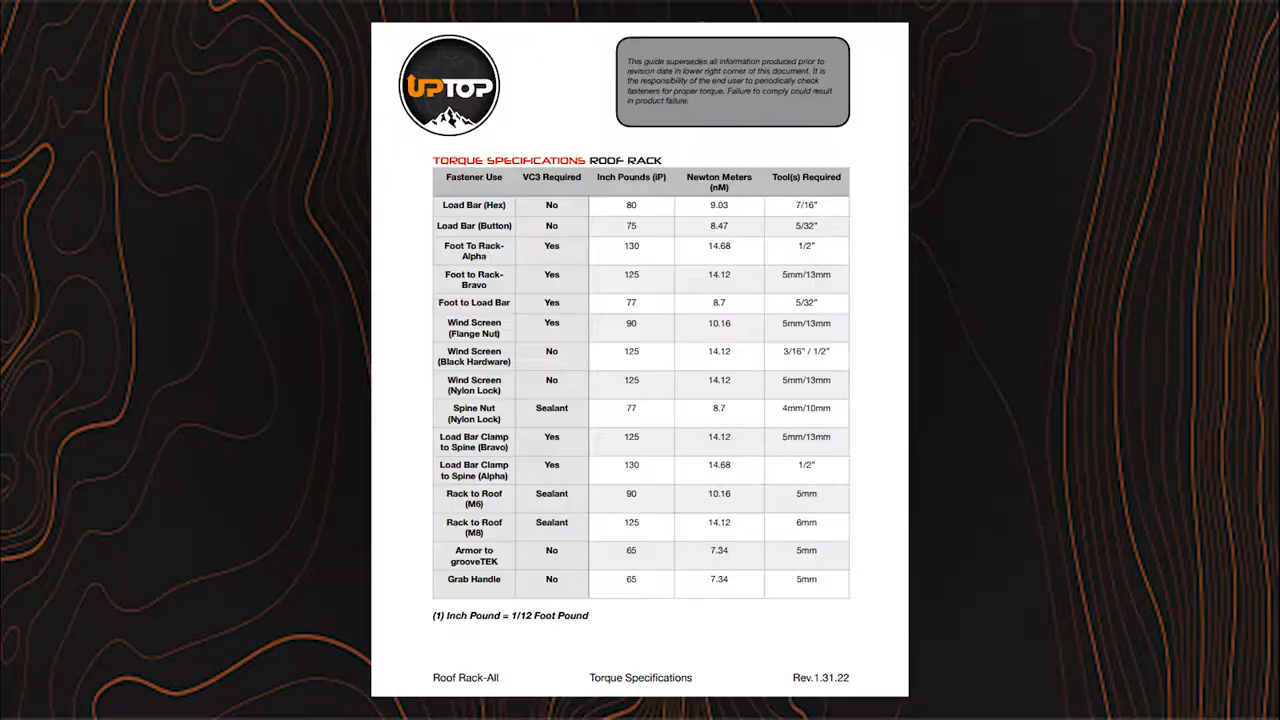 UPTOP
This guide supersedes all information produced prior to
revision date in lower right corner of this document. It is
the responsibility of the end user to periodically check
fasteners for proper torque. Failure to comply could result
in product failure.
TORQUE SPECIFICATIONS ROOF RACK
Fastener Use VC3 Required Inch Pounds (iP) Newton Meters (nM) Tool(s) Required
Load Bar (Hex) No 80 9.03 7/16"
Load Bar (Button) No 75 8.47 5/32"
Foot To Rack-Alpha Yes 130 14.68 1/2"
Foot to Rack-Bravo Yes 125 14.12 5mm/13mm
Foot to Load Bar Yes 77 8.7 5/32"
Wind Screen (Flange Nut) Yes 90 10.16 5mm/13mm
Wind Screen (Black Hardware) No 125 14.12 3/16" / 1/2"
Wind Screen (Nylon Lock) No 125 14.12 5mm/13mm
Spine Nut (Nylon Lock) Sealant 77 8.7 4mm/10mm
Load Bar Clamp to Spine (Bravo) Yes 125 14.12 5mm/13mm
Load Bar Clamp to Spine (Alpha) Yes 130 14.68 1/2"
Rack to Roof (M6) Sealant 90 10.16 5mm
Rack to Roof (M8) Sealant 125 14.12 6mm
Armor to grooveTEK No 65 7.34 5mm
Grab Handle No 65 7.34 5mm
(1) Inch Pound = 1/12 Foot Pound
Roof Rack-All Torque Specifications Rev.1.31.22